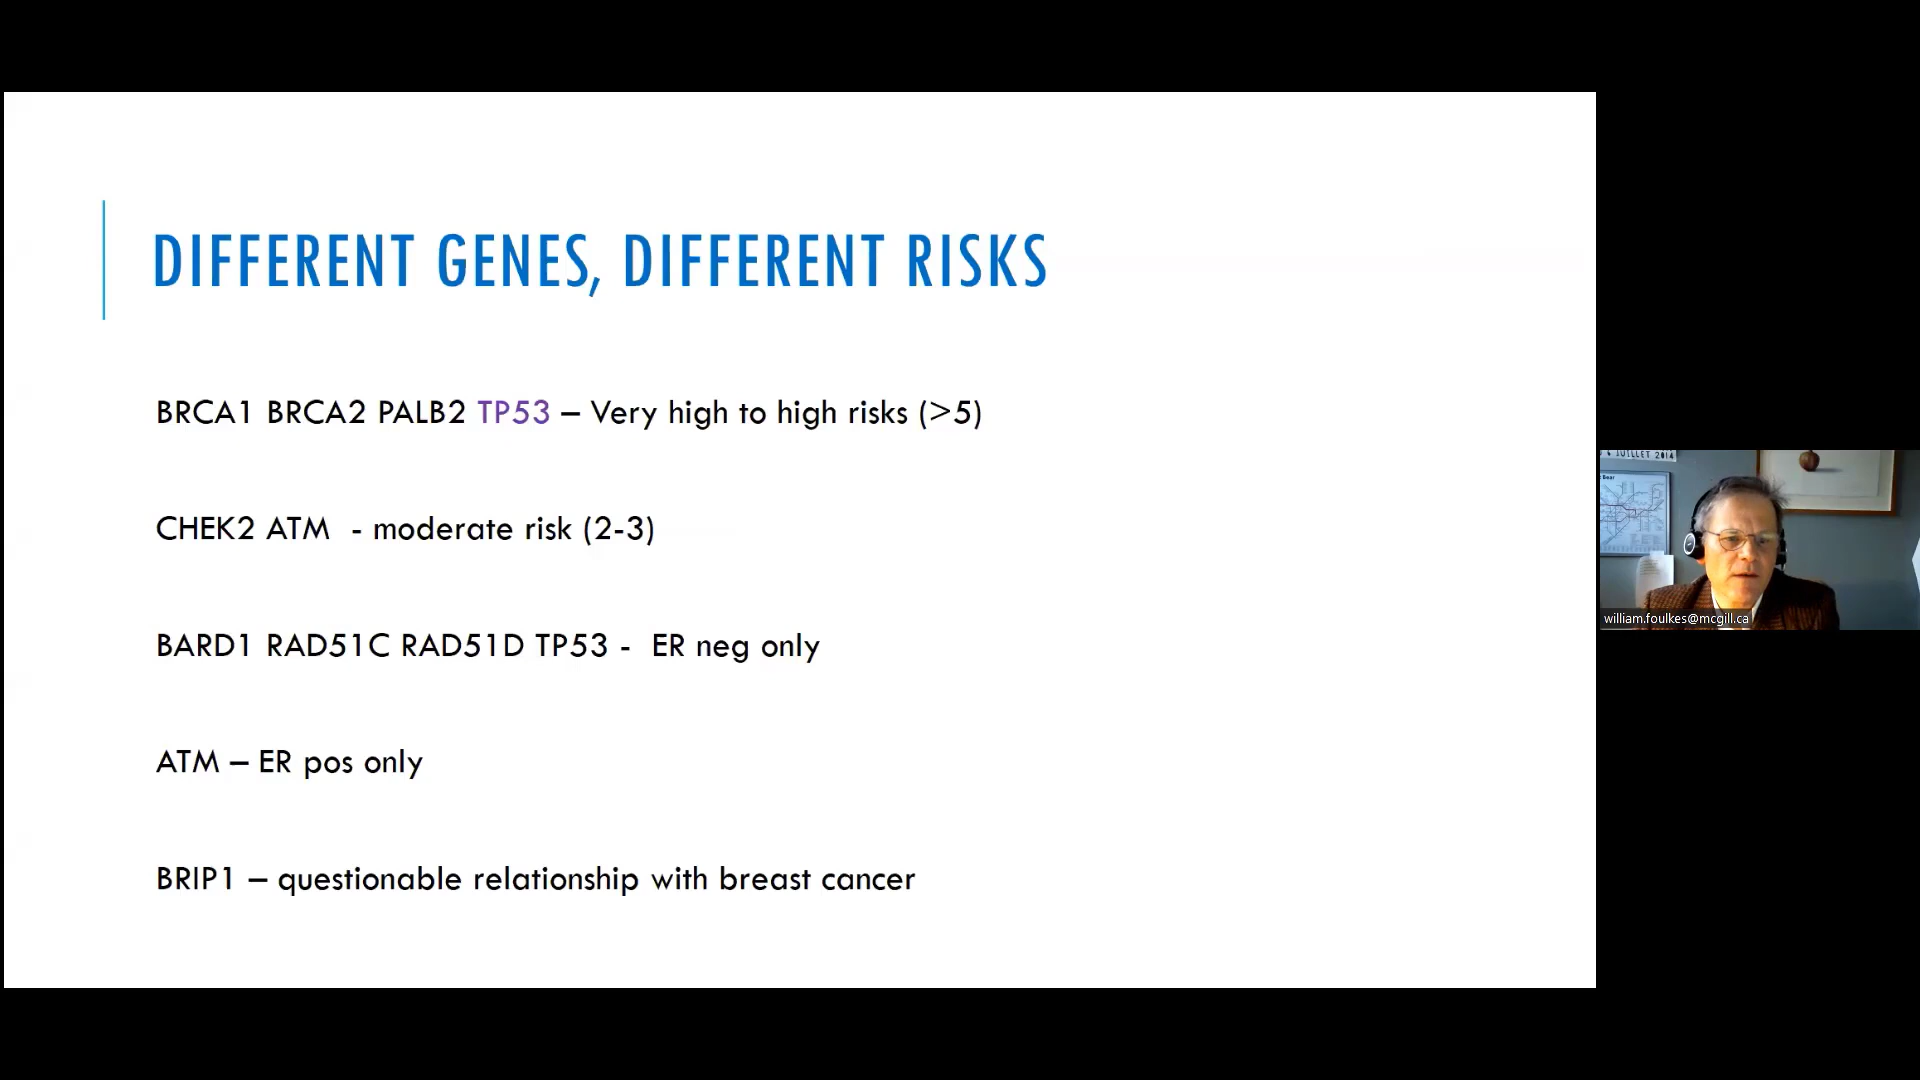 DIFFERENT GENES, DIFFERENT RISKS
BRCA1 BRCA2 PALB2 TP53 – Very high to high risks (>5)
CHEK2 ATM - moderate risk (2-3)
BARD1 RAD51C RAD51D TP53 - ER neg only
ATM – ER pos only
BRIP1 – questionable relationship with breast cancer
JUILLET 2014
william.foulkes@mcgill.ca